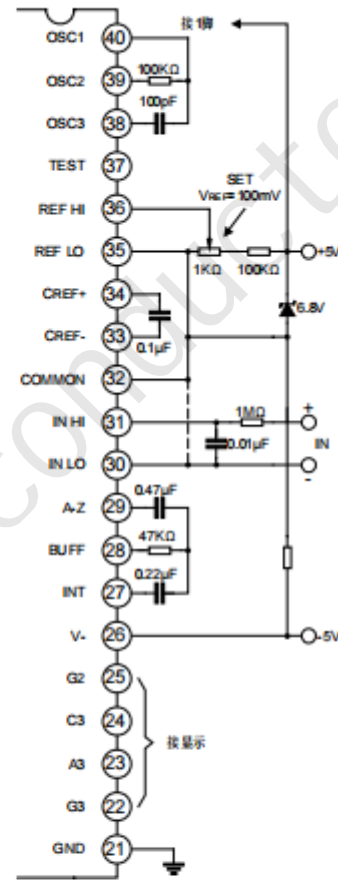 OSC1 40 接1脚
OSC2 39 100KΩ
100pF
OSC3 38
TEST 37
SET
REF HI 36 VREF= 100mV
REF LO 35 1KΩ 100KΩ +5V
CREF+ 34
6.8V
CREF- 33 0.1μF
COMMON 32
IN HI 31 1MΩ +
0.01μF IN
IN LO 30 -
0.47μF
A-Z 29
BUFF 28 47KΩ
0.22μF
INT 27
V- 26 -5V
G2 25
C3 24
接显示
A3 23
G3 22
GND 21
conducto